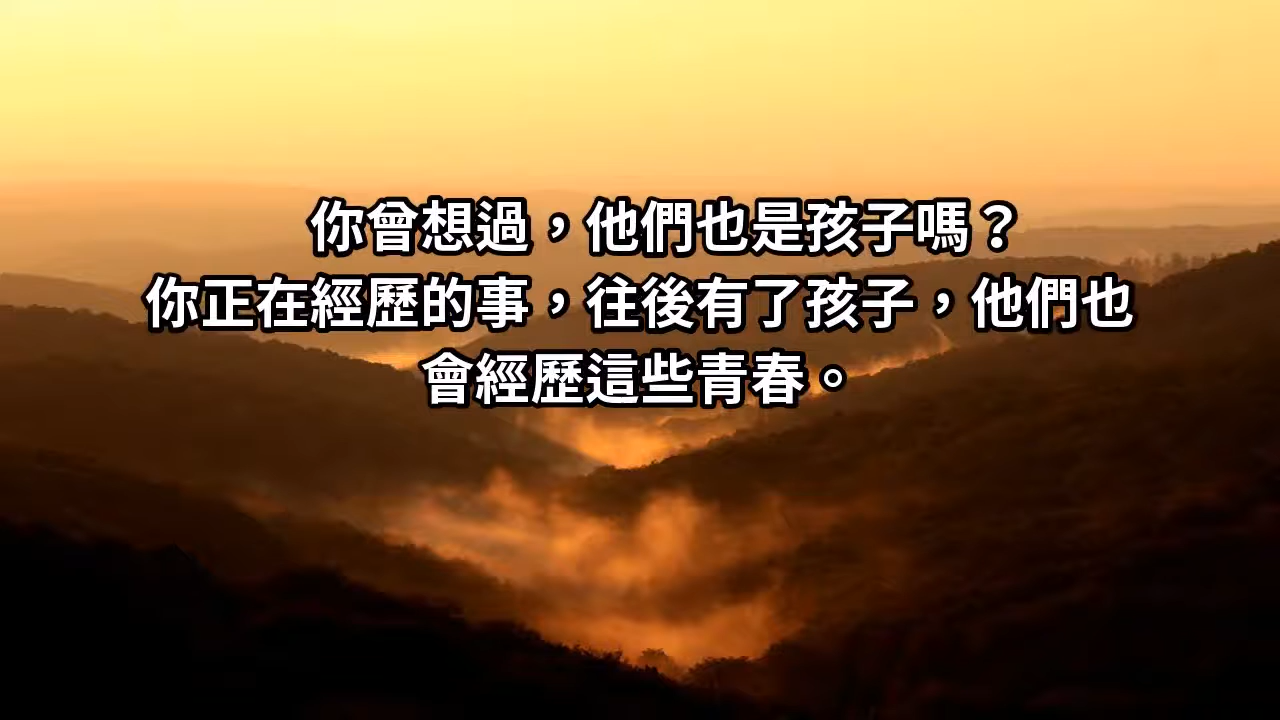 你曾想過，他們也是孩子嗎？
你正在經歷的事，往後有了孩子，他們也
會經歷這些青春。